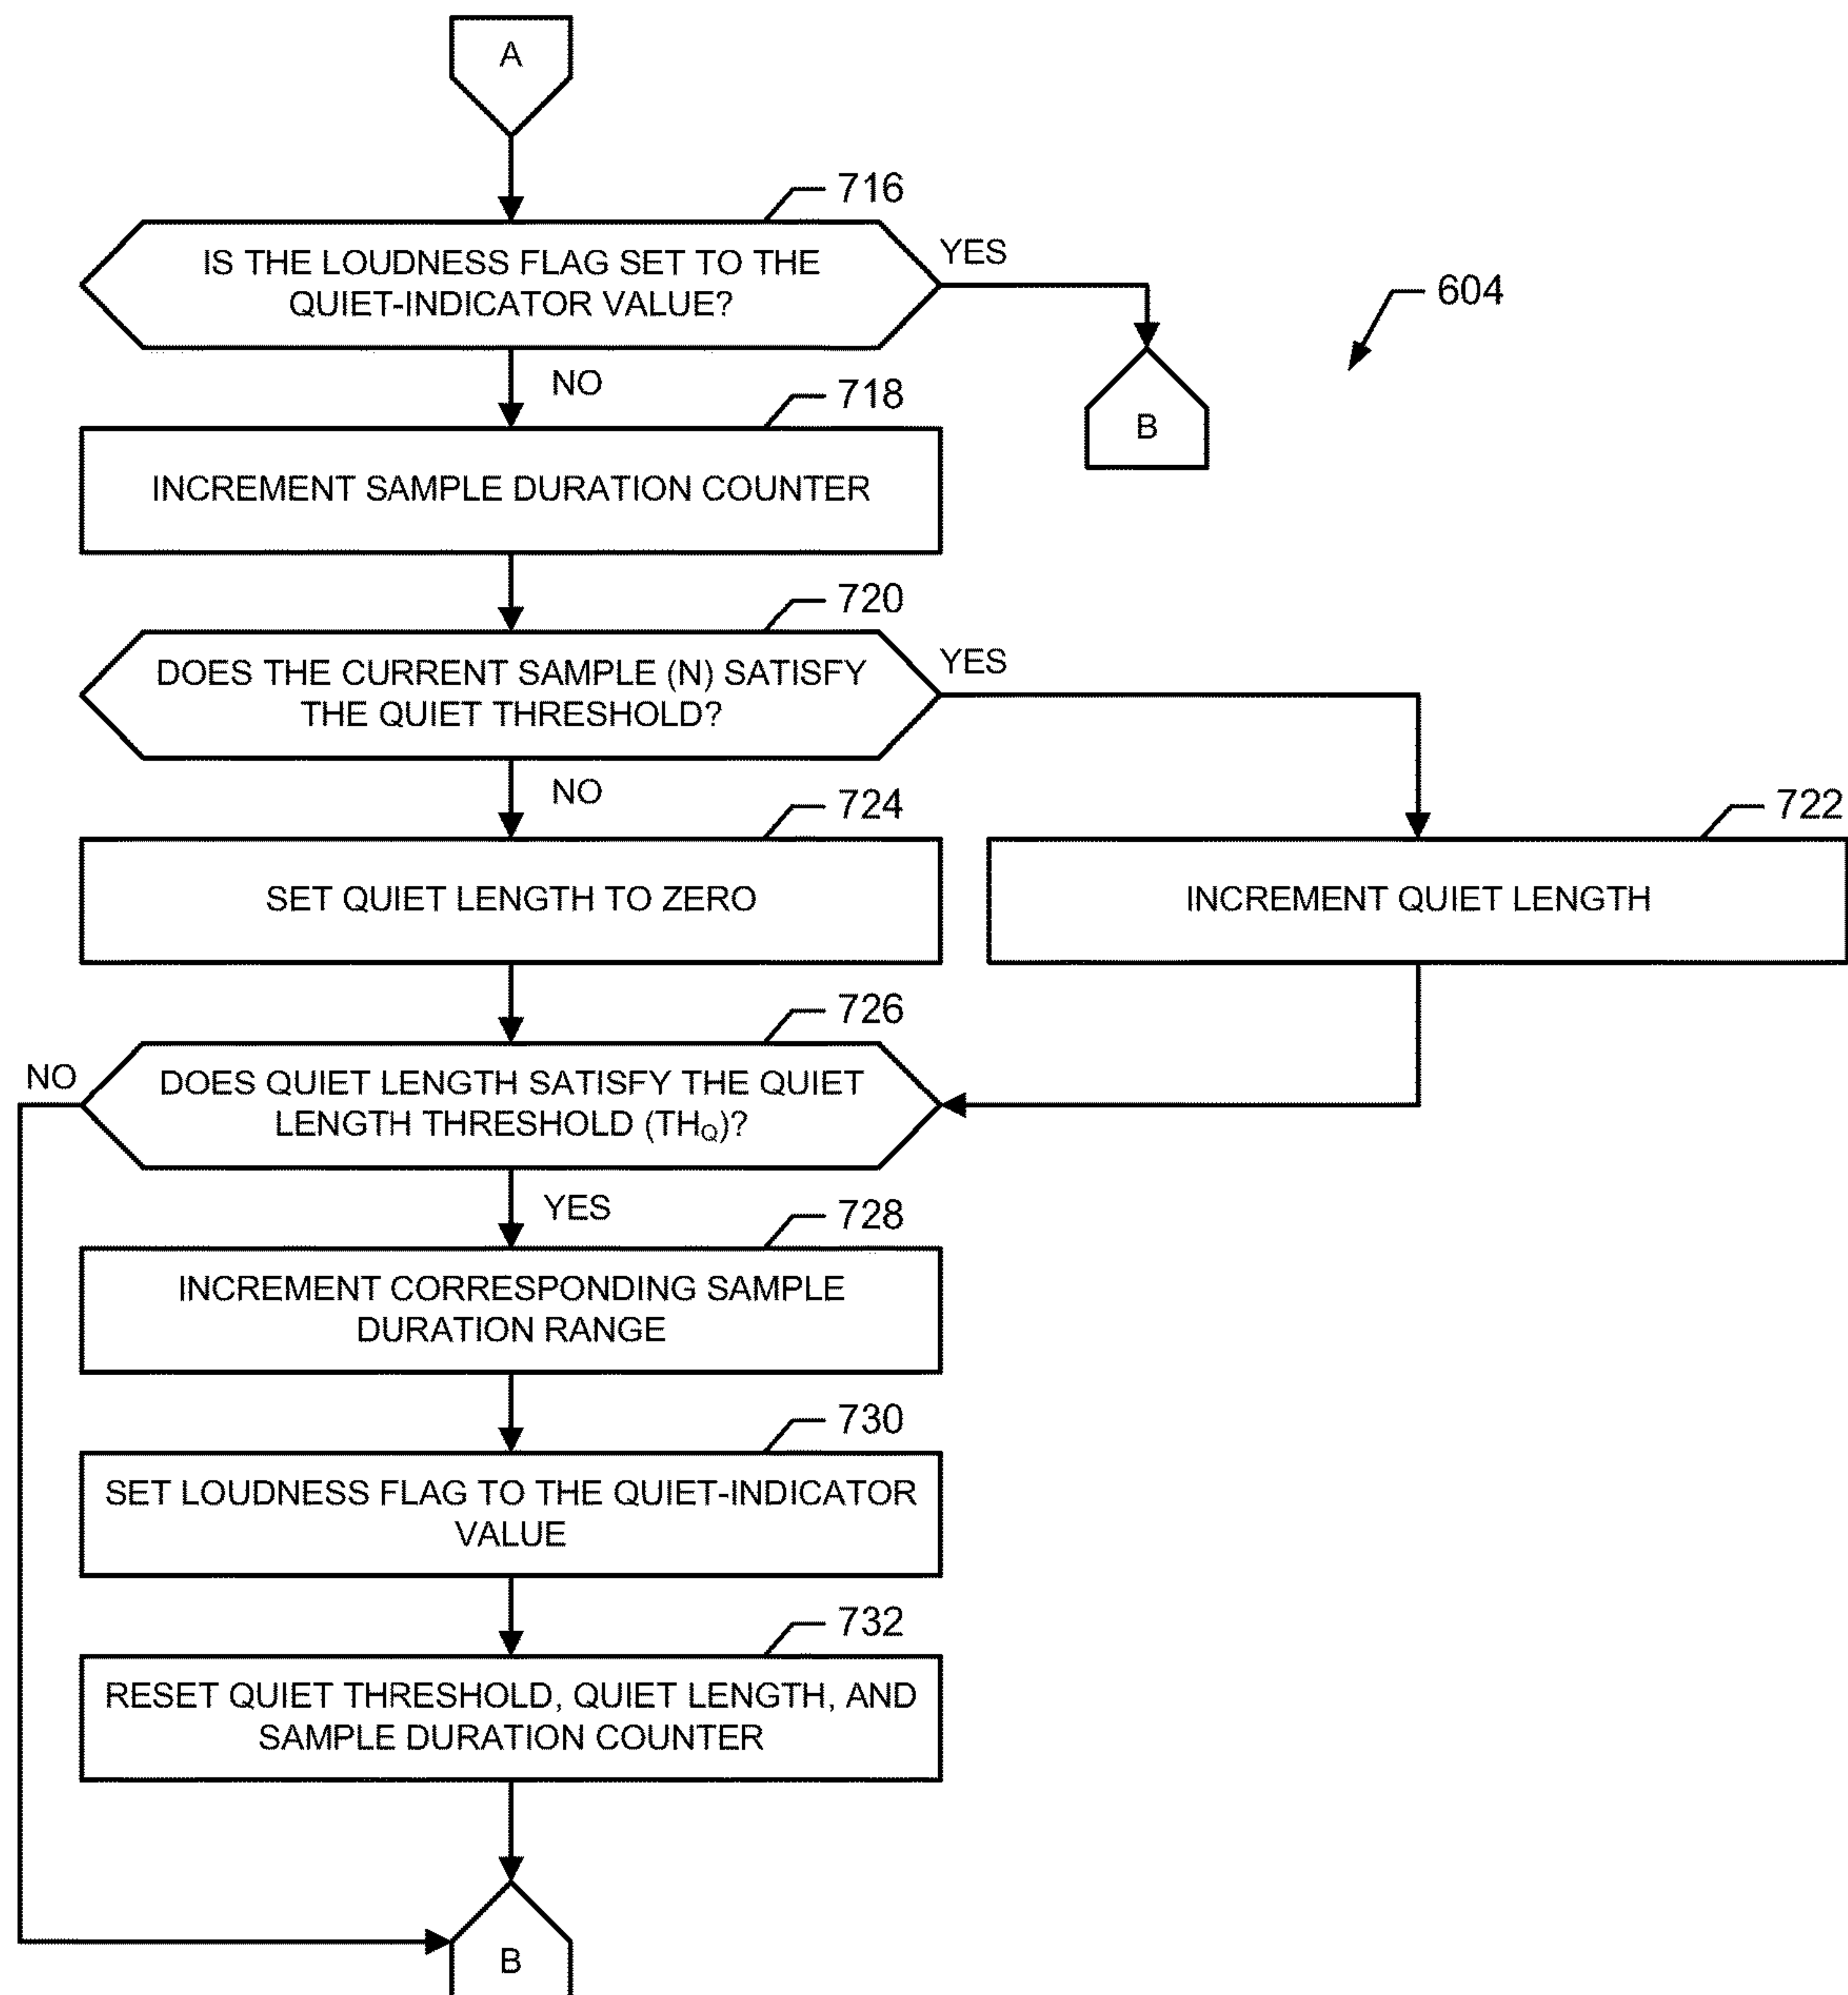 A
716
IS THE LOUDNESS FLAG SET TO THE
QUIET-INDICATOR VALUE?
YES
604
B
NO
718
INCREMENT SAMPLE DURATION COUNTER
720
DOES THE CURRENT SAMPLE (N) SATISFY
THE QUIET THRESHOLD?
YES
NO
724
SET QUIET LENGTH TO ZERO
722
INCREMENT QUIET LENGTH
726
NO
DOES QUIET LENGTH SATISFY THE QUIET
LENGTH THRESHOLD (THQ)?
YES
728
INCREMENT CORRESPONDING SAMPLE
DURATION RANGE
730
SET LOUDNESS FLAG TO THE QUIET-INDICATOR
VALUE
732
RESET QUIET THRESHOLD, QUIET LENGTH, AND
SAMPLE DURATION COUNTER
B